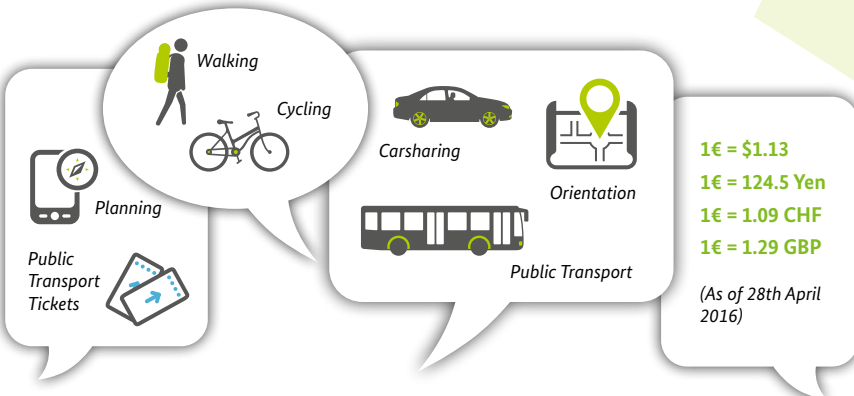 Planning
Public
Transport
Tickets
Walking
Cycling
Carsharing
Orientation
Public Transport
1€ = $1.13
1€ = 124.5 Yen
1€ = 1.09 CHF
1€ = 1.29 GBP
(As of 28th April
2016)